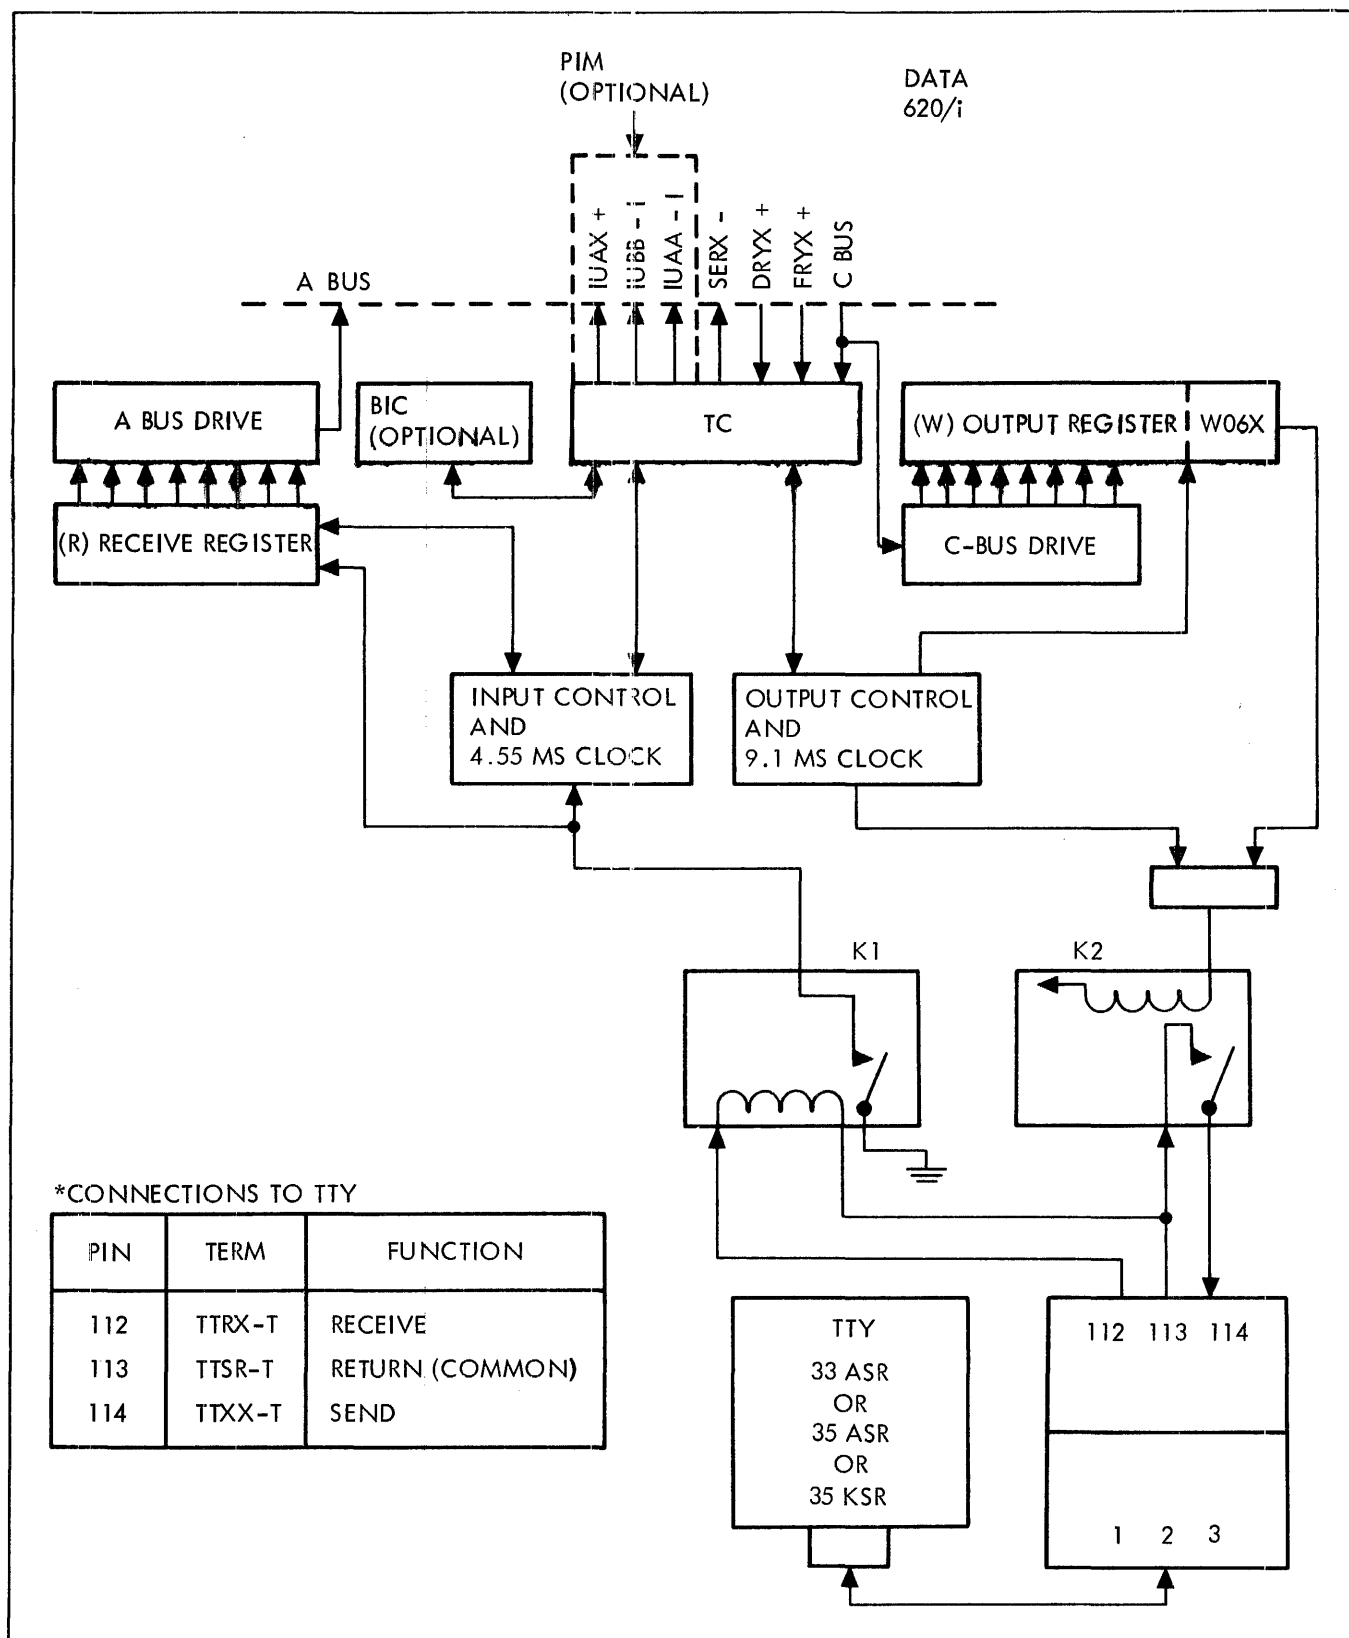 PIM
(OPTIONAL)
DATA
620/i
IUAX +
IUBB - I
IUAA - I
SERX -
DRYX +
FRYX +
C BUS
A BUS
A BUS DRIVE
BIC
(OPTIONAL)
TC
(W) OUTPUT REGISTER
W06X
(R) RECEIVE REGISTER
C-BUS DRIVE
INPUT CONTROL
AND
4.55 MS CLOCK
OUTPUT CONTROL
AND
9.1 MS CLOCK
K1
K2
*CONNECTIONS TO TTY
PIN TERM FUNCTION
112 TTRX-T RECEIVE
113 TTSR-T RETURN (COMMON)
114 TTXX-T SEND
TTY
33 ASR
OR
35 ASR
OR
35 KSR
112 113 114
1 2 3